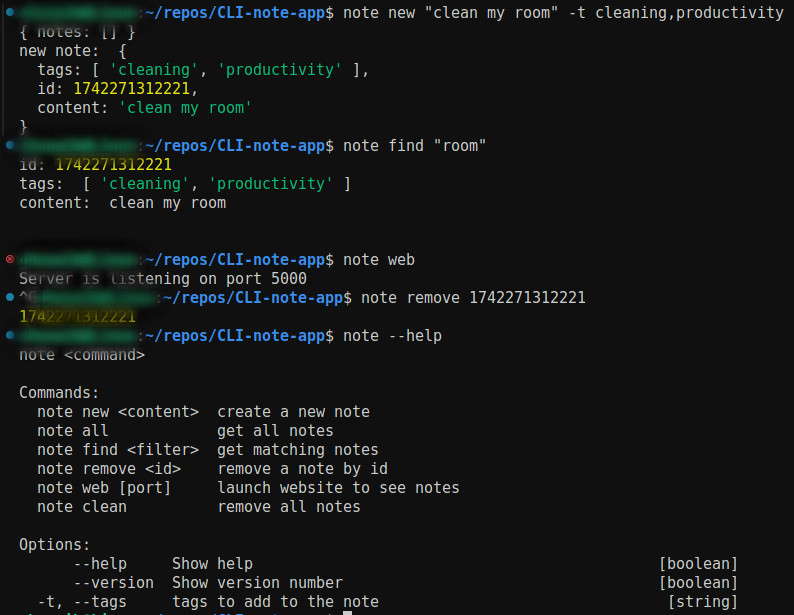 :~/repos/CLI-note-app$ note new "clean my room" -t cleaning,productivity
{ notes: [] }
new note:  {
  tags: [ 'cleaning', 'productivity' ],
  id: 1742271312221,
  content: 'clean my room'
}
:~/repos/CLI-note-app$ note find "room"
id: 1742271312221
tags:  [ 'cleaning', 'productivity' ]
content:  clean my room
:~/repos/CLI-note-app$ note web
Server is listening on port 5000
:~/repos/CLI-note-app$ note remove 1742271312221
1742271312221
:~/repos/CLI-note-app$ note --help
note <command>
Commands:
  note new <content>  create a new note
  note all            get all notes
  note find <filter>  get matching notes
  note remove <id>    remove a note by id
  note web [port]     launch website to see notes
  note clean          remove all notes
Options:
      --help     Show help                                             [boolean]
      --version  Show version number                                   [boolean]
  -t, --tags     tags to add to the note                                [string]